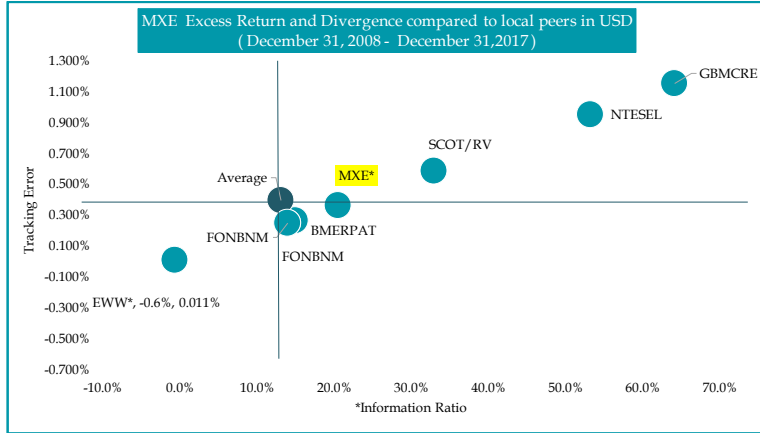 MXE Excess Return and Divergence compared to local peers in USD
( December 31, 2008 - December 31,2017)
1.300%
1.100%
0.900%
0.700%
0.500%
0.300%
0.100%
-0.100%
-0.300%
-0.500%
-0.700%
Tracking Error
GBMCRE
NTESEL
SCOT/RV
MXE*
Average
BMERPAT
FONBNM
FONBNM
EWW*, -0.6%, 0.011%
-10.0%
0.0%
10.0%
20.0%
30.0%
40.0%
50.0%
60.0%
70.0%
*Information Ratio